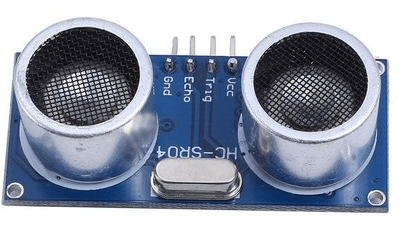 Gnd
Echo
Trig
Vcc
HC-SR04